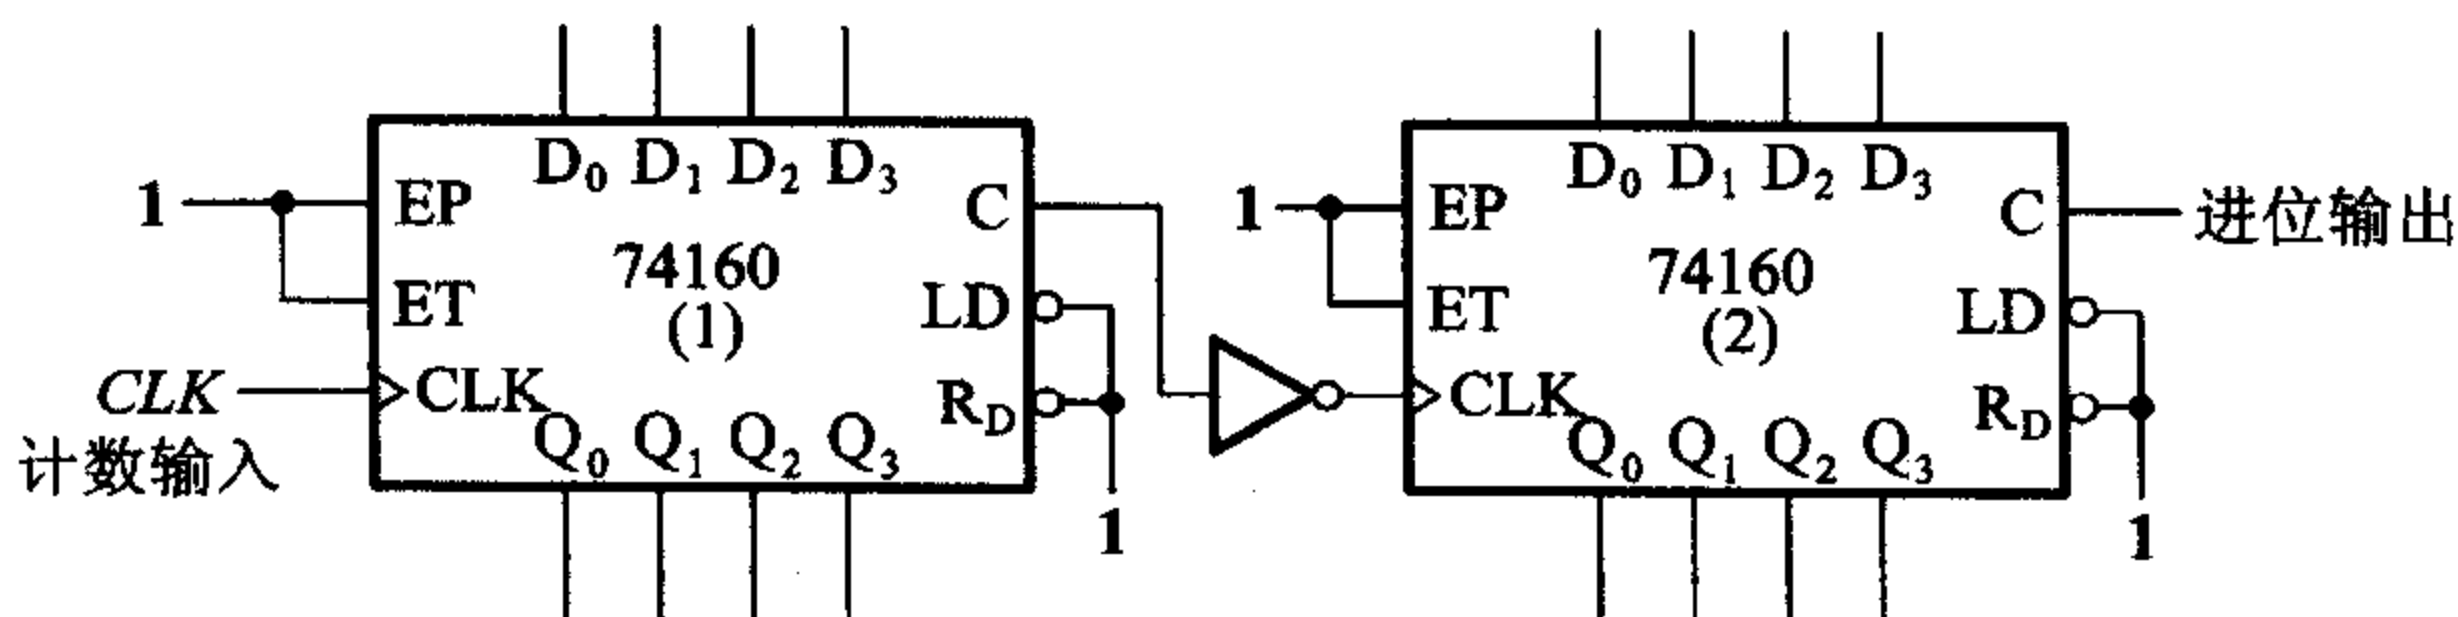 D₀ D₁ D₂ D₃
1
EP
C
ET
74160
(1)
LD
CLK
计数输入
CLK
R_D
Q₀ Q₁ Q₂ Q₃
1
D₀ D₁ D₂ D₃
1
EP
C
进位输出
ET
74160
(2)
LD
CLK
R_D
Q₀ Q₁ Q₂ Q₃
1